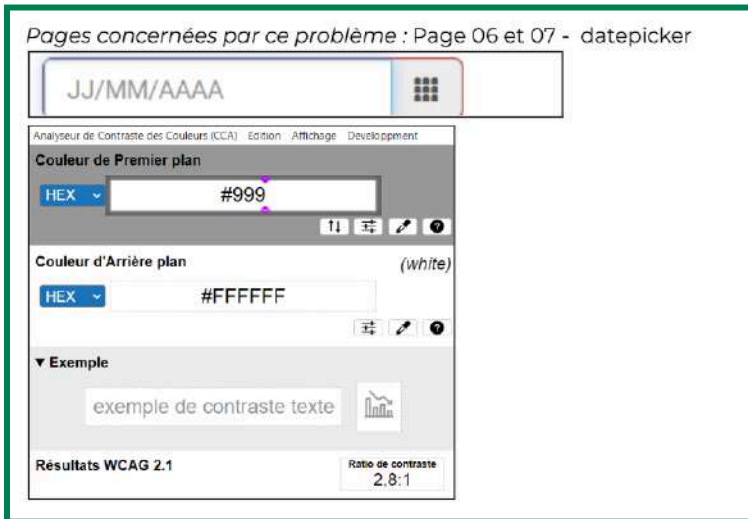 Pages concernées par ce problème : Page 06 et 07 - datepicker
JJ/MM/AAAA
Analyseur de Contraste des Couleurs (CCA) Edition Affichage Développment
Couleur de Premier plan
HEX #999
Couleur d'Arrière plan (white)
HEX #FFFFFF
▼ Exemple
exemple de contraste texte
Résultats WCAG 2.1
Ratio de contraste
2.8:1